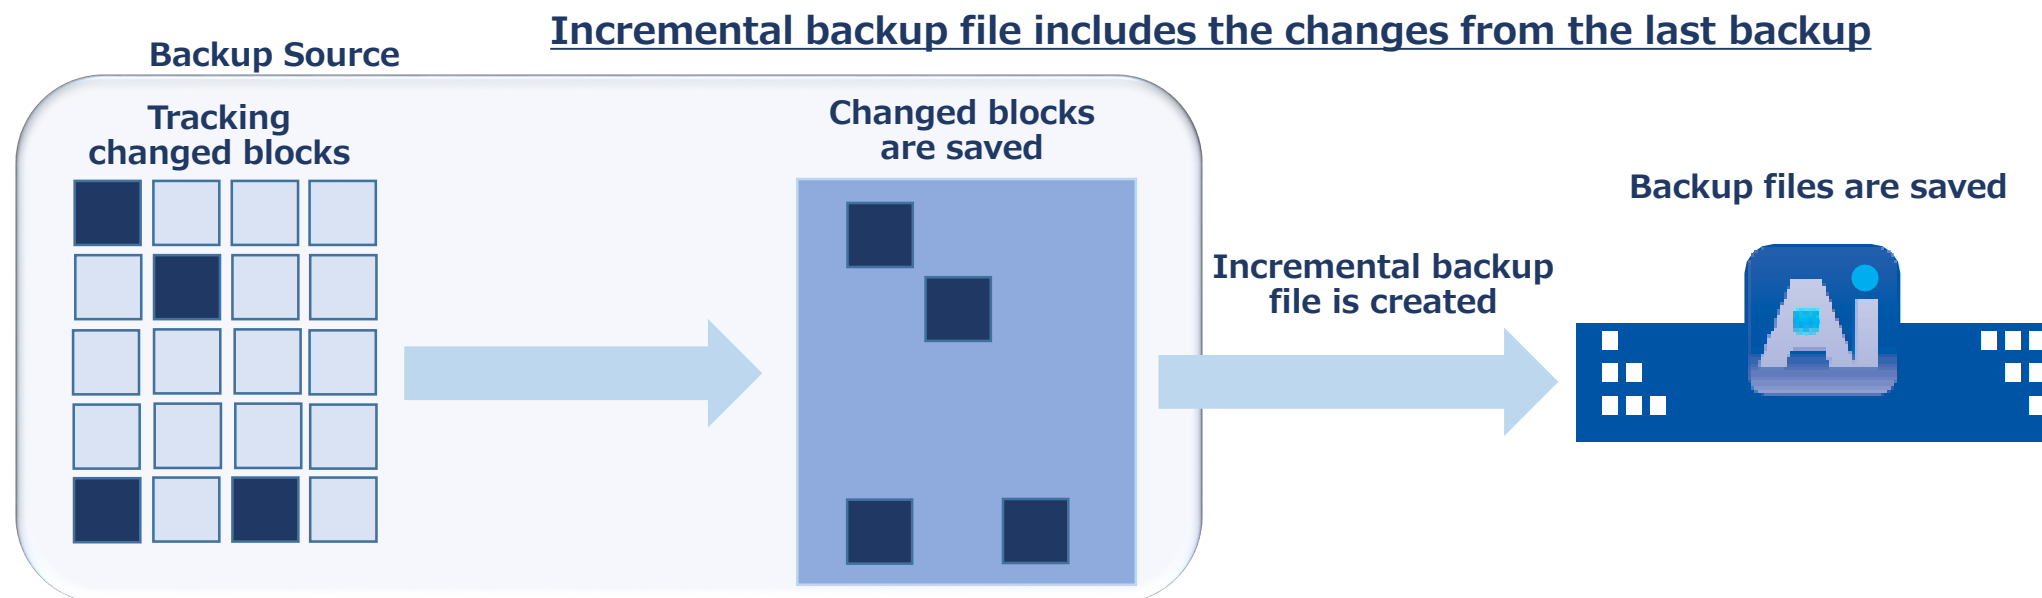 Incremental backup file includes the changes from the last backup
Backup Source
Tracking
changed blocks
Changed blocks
are saved
Incremental backup
file is created
Backup files are saved
Ai